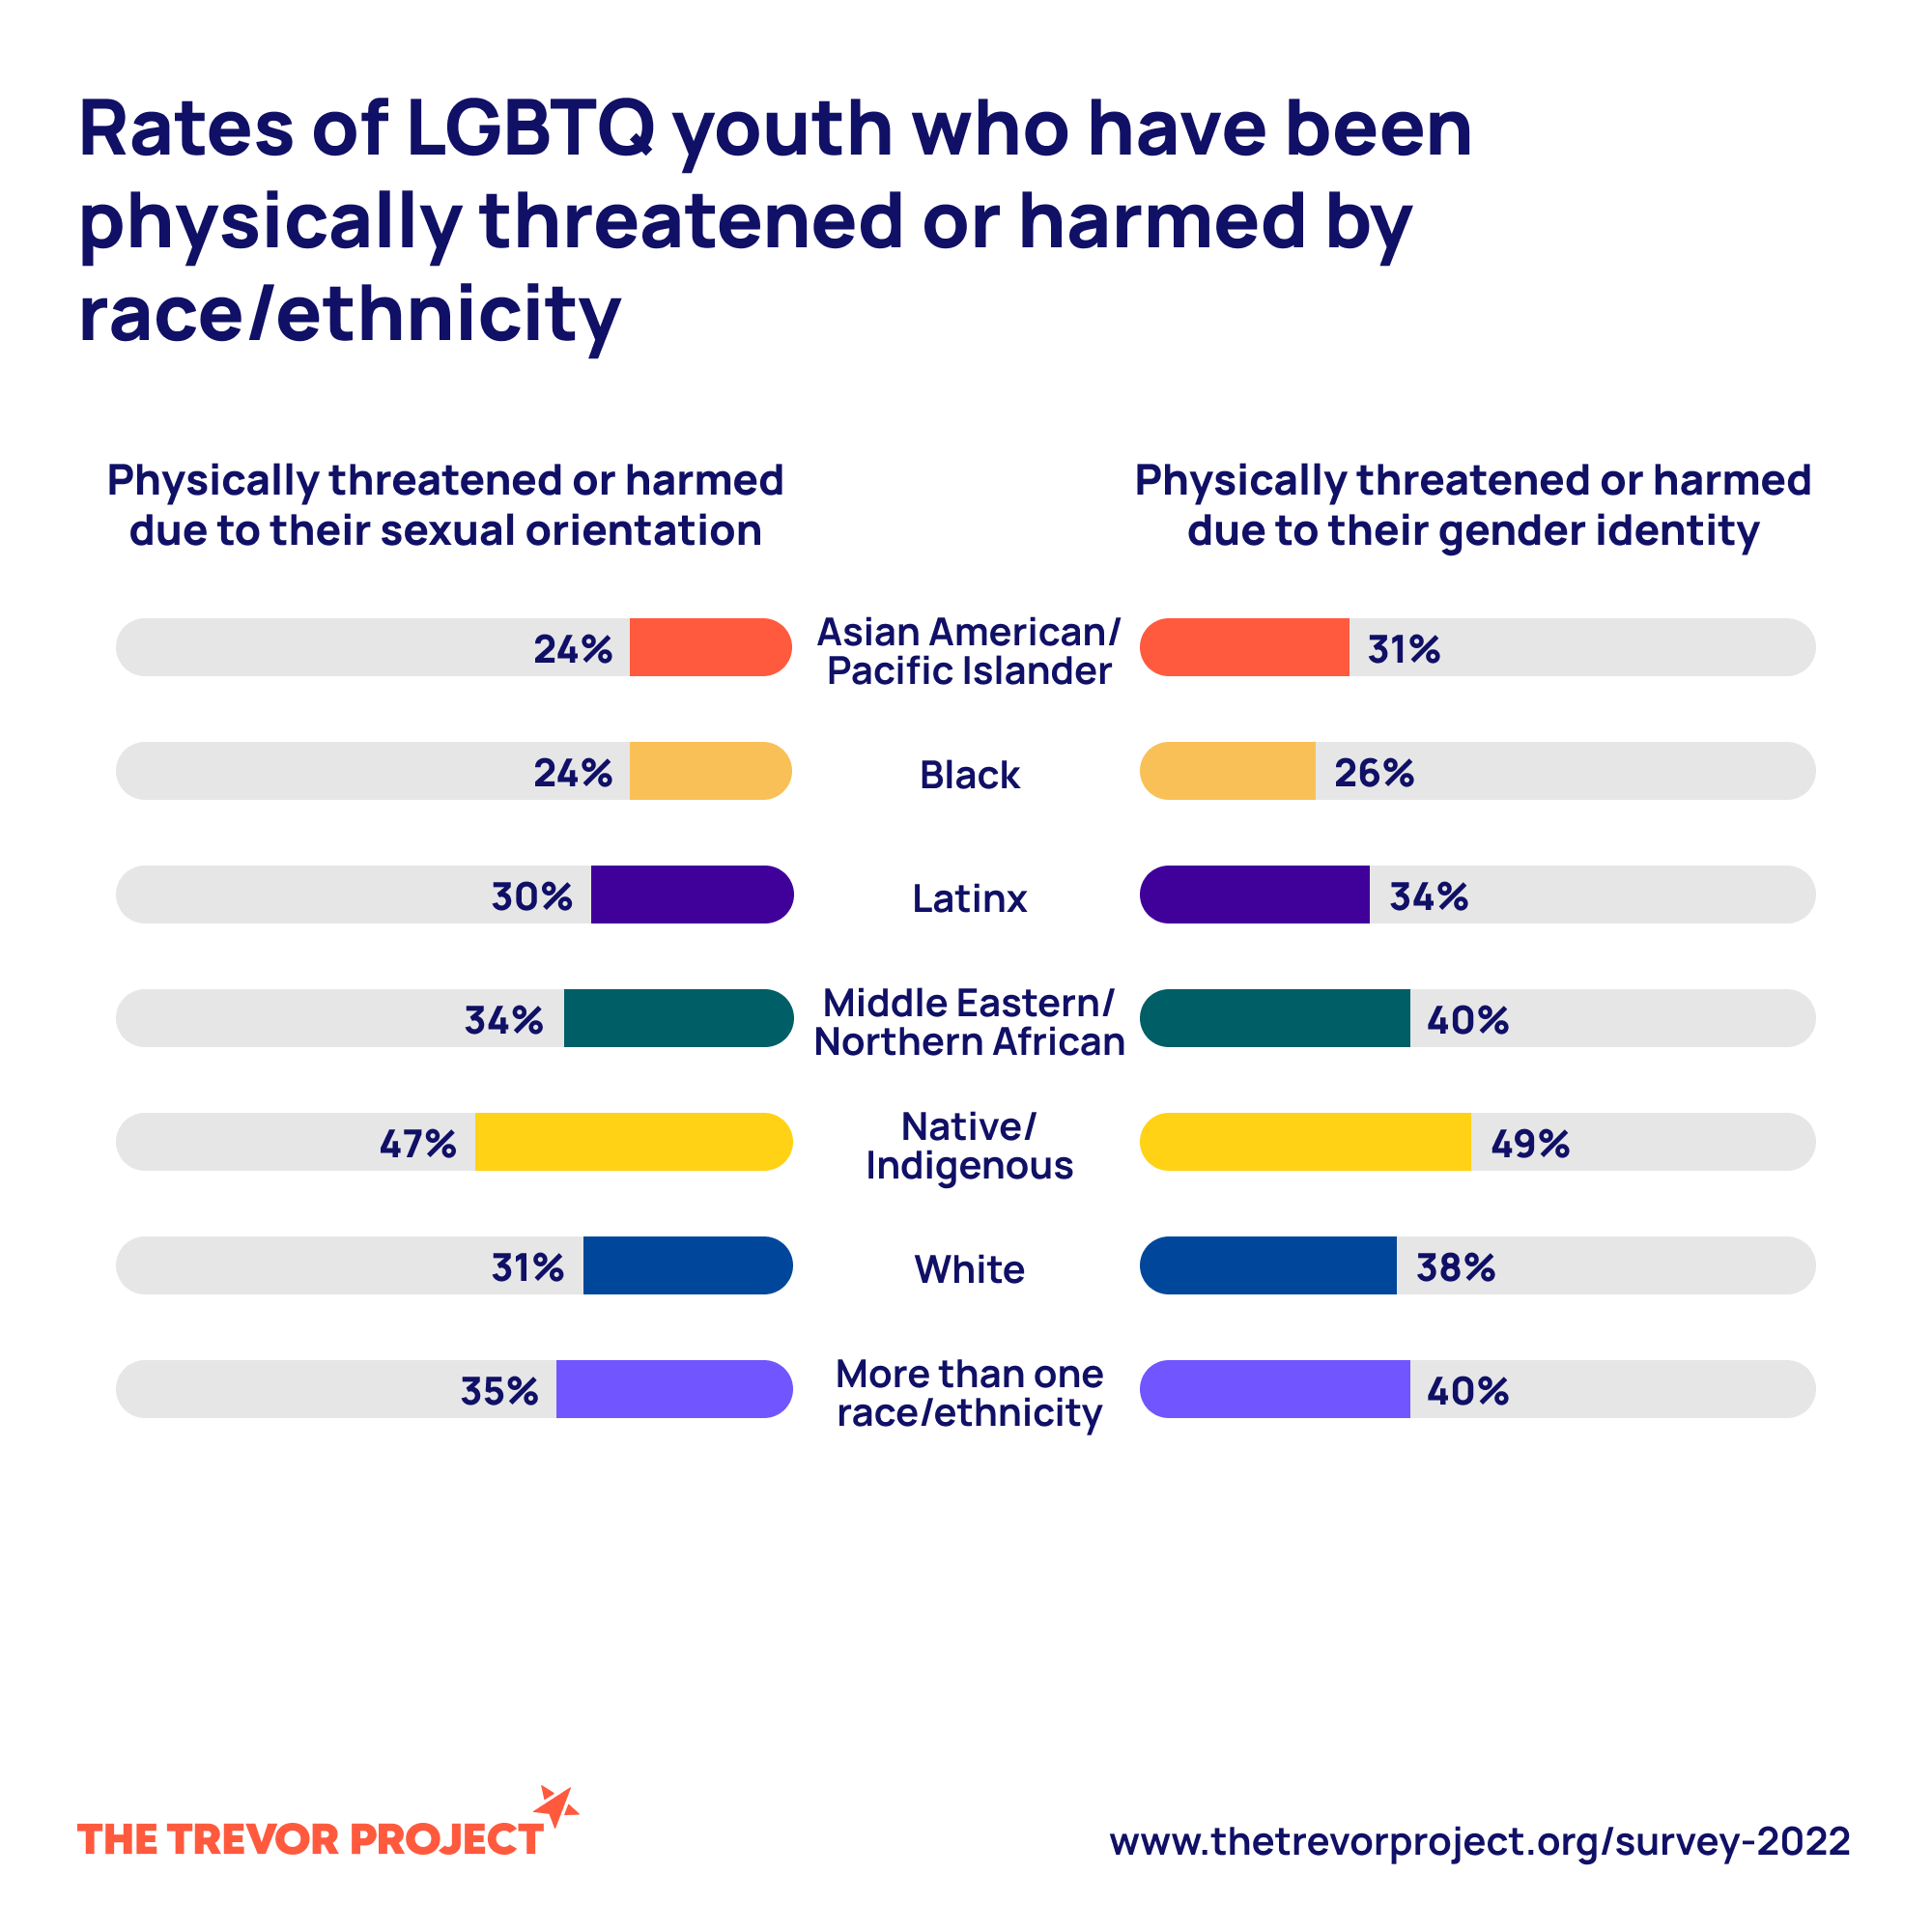 Rates of LGBTQ youth who have been
physically threatened or harmed by
race/ethnicity
Physically threatened or harmed
due to their sexual orientation
Physically threatened or harmed
due to their gender identity
24%
Asian American/
Pacific Islander
31%
24%
Black
26%
30%
Latinx
34%
34%
Middle Eastern/
Northern African
40%
47%
Native/
Indigenous
49%
31%
White
38%
35%
More than one
race/ethnicity
40%
THE TREVOR PROJECT
www.thetrevorproject.org/survey-2022